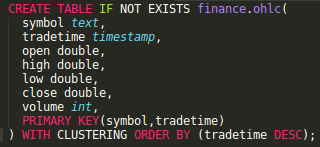 CREATE TABLE IF NOT EXISTS finance.ohlc(
symbol text,
tradetime timestamp,
open double,
high double,
low double,
close double,
volume int,
PRIMARY KEY(symbol,tradetime)
) WITH CLUSTERING ORDER BY (tradetime DESC);